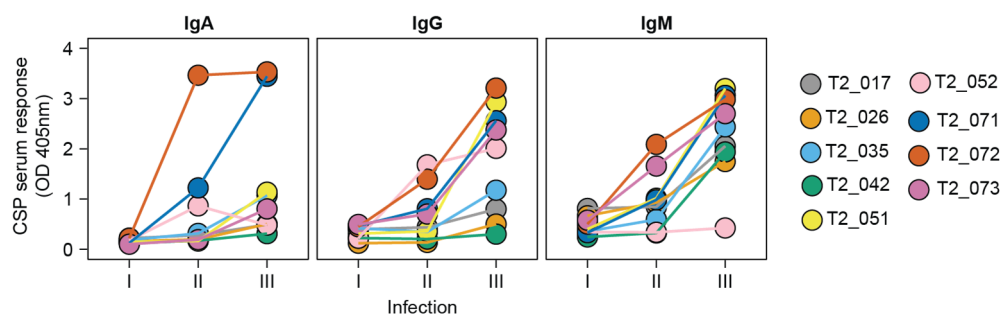 IgA IgG IgM
CSP serum response
(OD 405nm)
4
3
2
1
0
I II III I II III I II III
Infection
T2_017 T2_052
T2_026 T2_071
T2_035 T2_072
T2_042 T2_073
T2_051